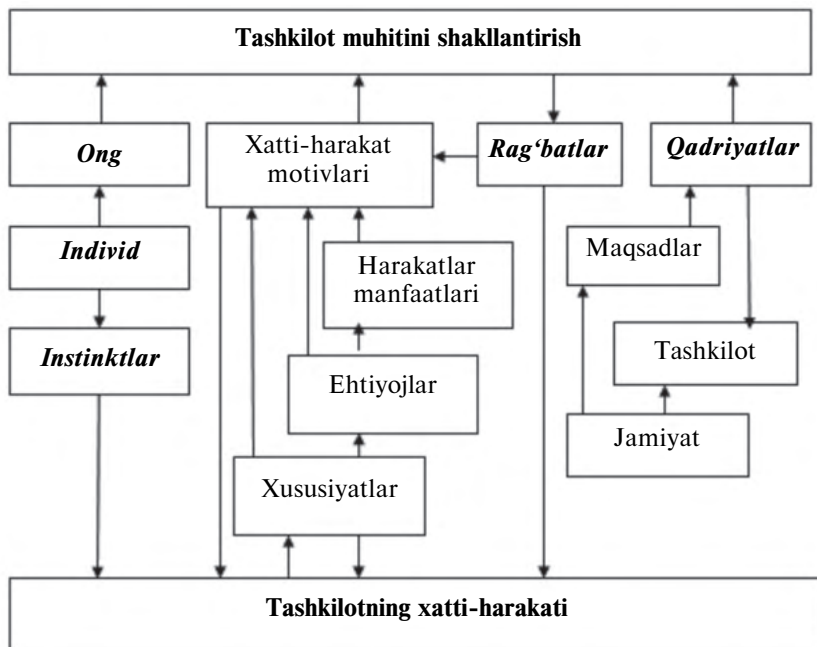 Tashkilot muhitini shakllantirish
Ong
Xatti-harakat
motivlari
Rag‘batlar
Qadriyatlar
Individ
Harakatlar
manfaatlari
Maqsadlar
Instinktlar
Tashkilot
Ehtiyojlar
Jamiyat
Xususiyatlar
Tashkilotning xatti-harakati